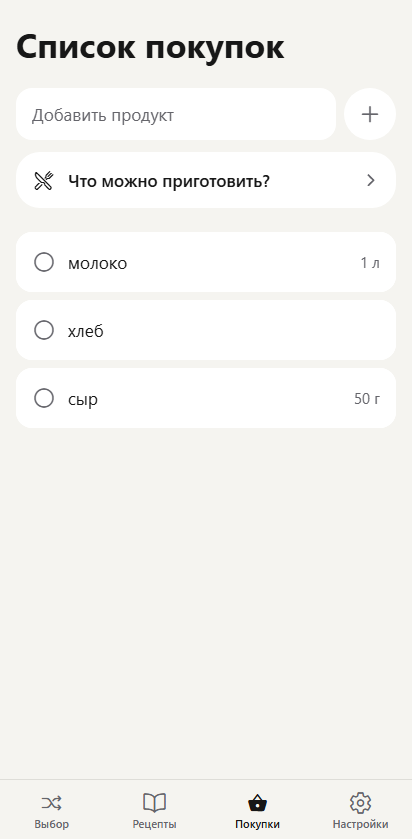 Список покупок
Добавить продукт
Что можно приготовить?
молоко 1 л
хлеб
сыр 50 г
Выбор Рецепты Покупки Настройки